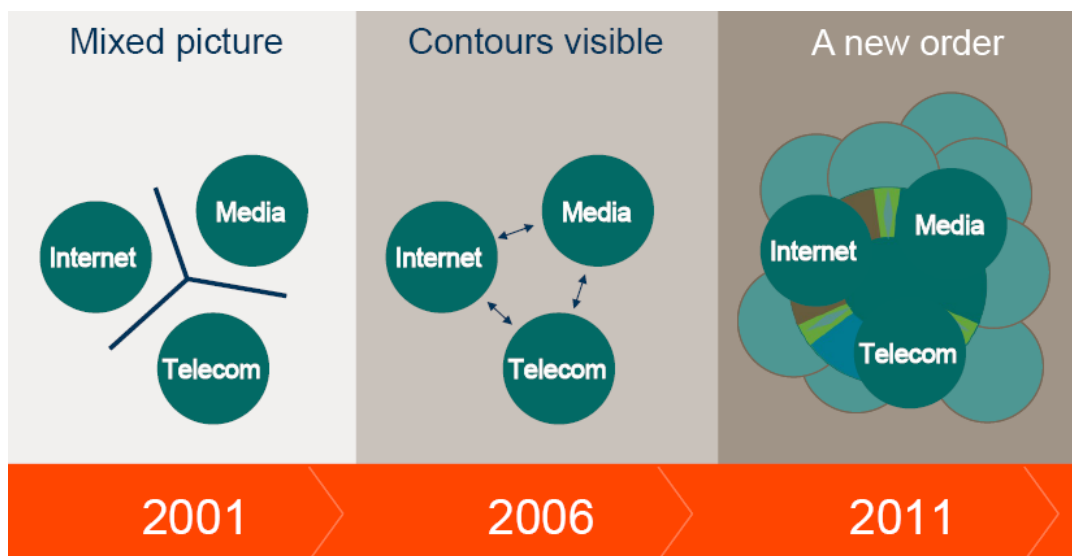 Mixed picture
Contours visible
A new order
Internet
Media
Telecom
Internet
Media
Telecom
Internet
Media
Telecom
2001
2006
2011